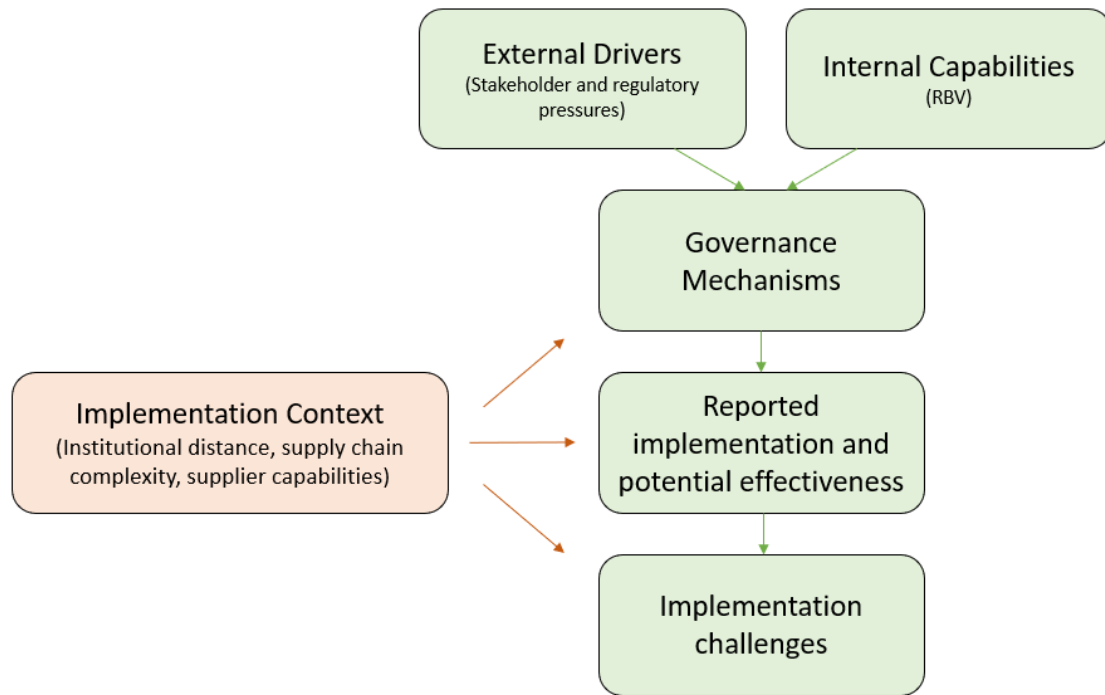 External Drivers
(Stakeholder and regulatory
pressures)
Internal Capabilities
(RBV)
Governance
Mechanisms
Implementation Context
(Institutional distance, supply chain
complexity, supplier capabilities)
Reported
implementation and
potential effectiveness
Implementation
challenges